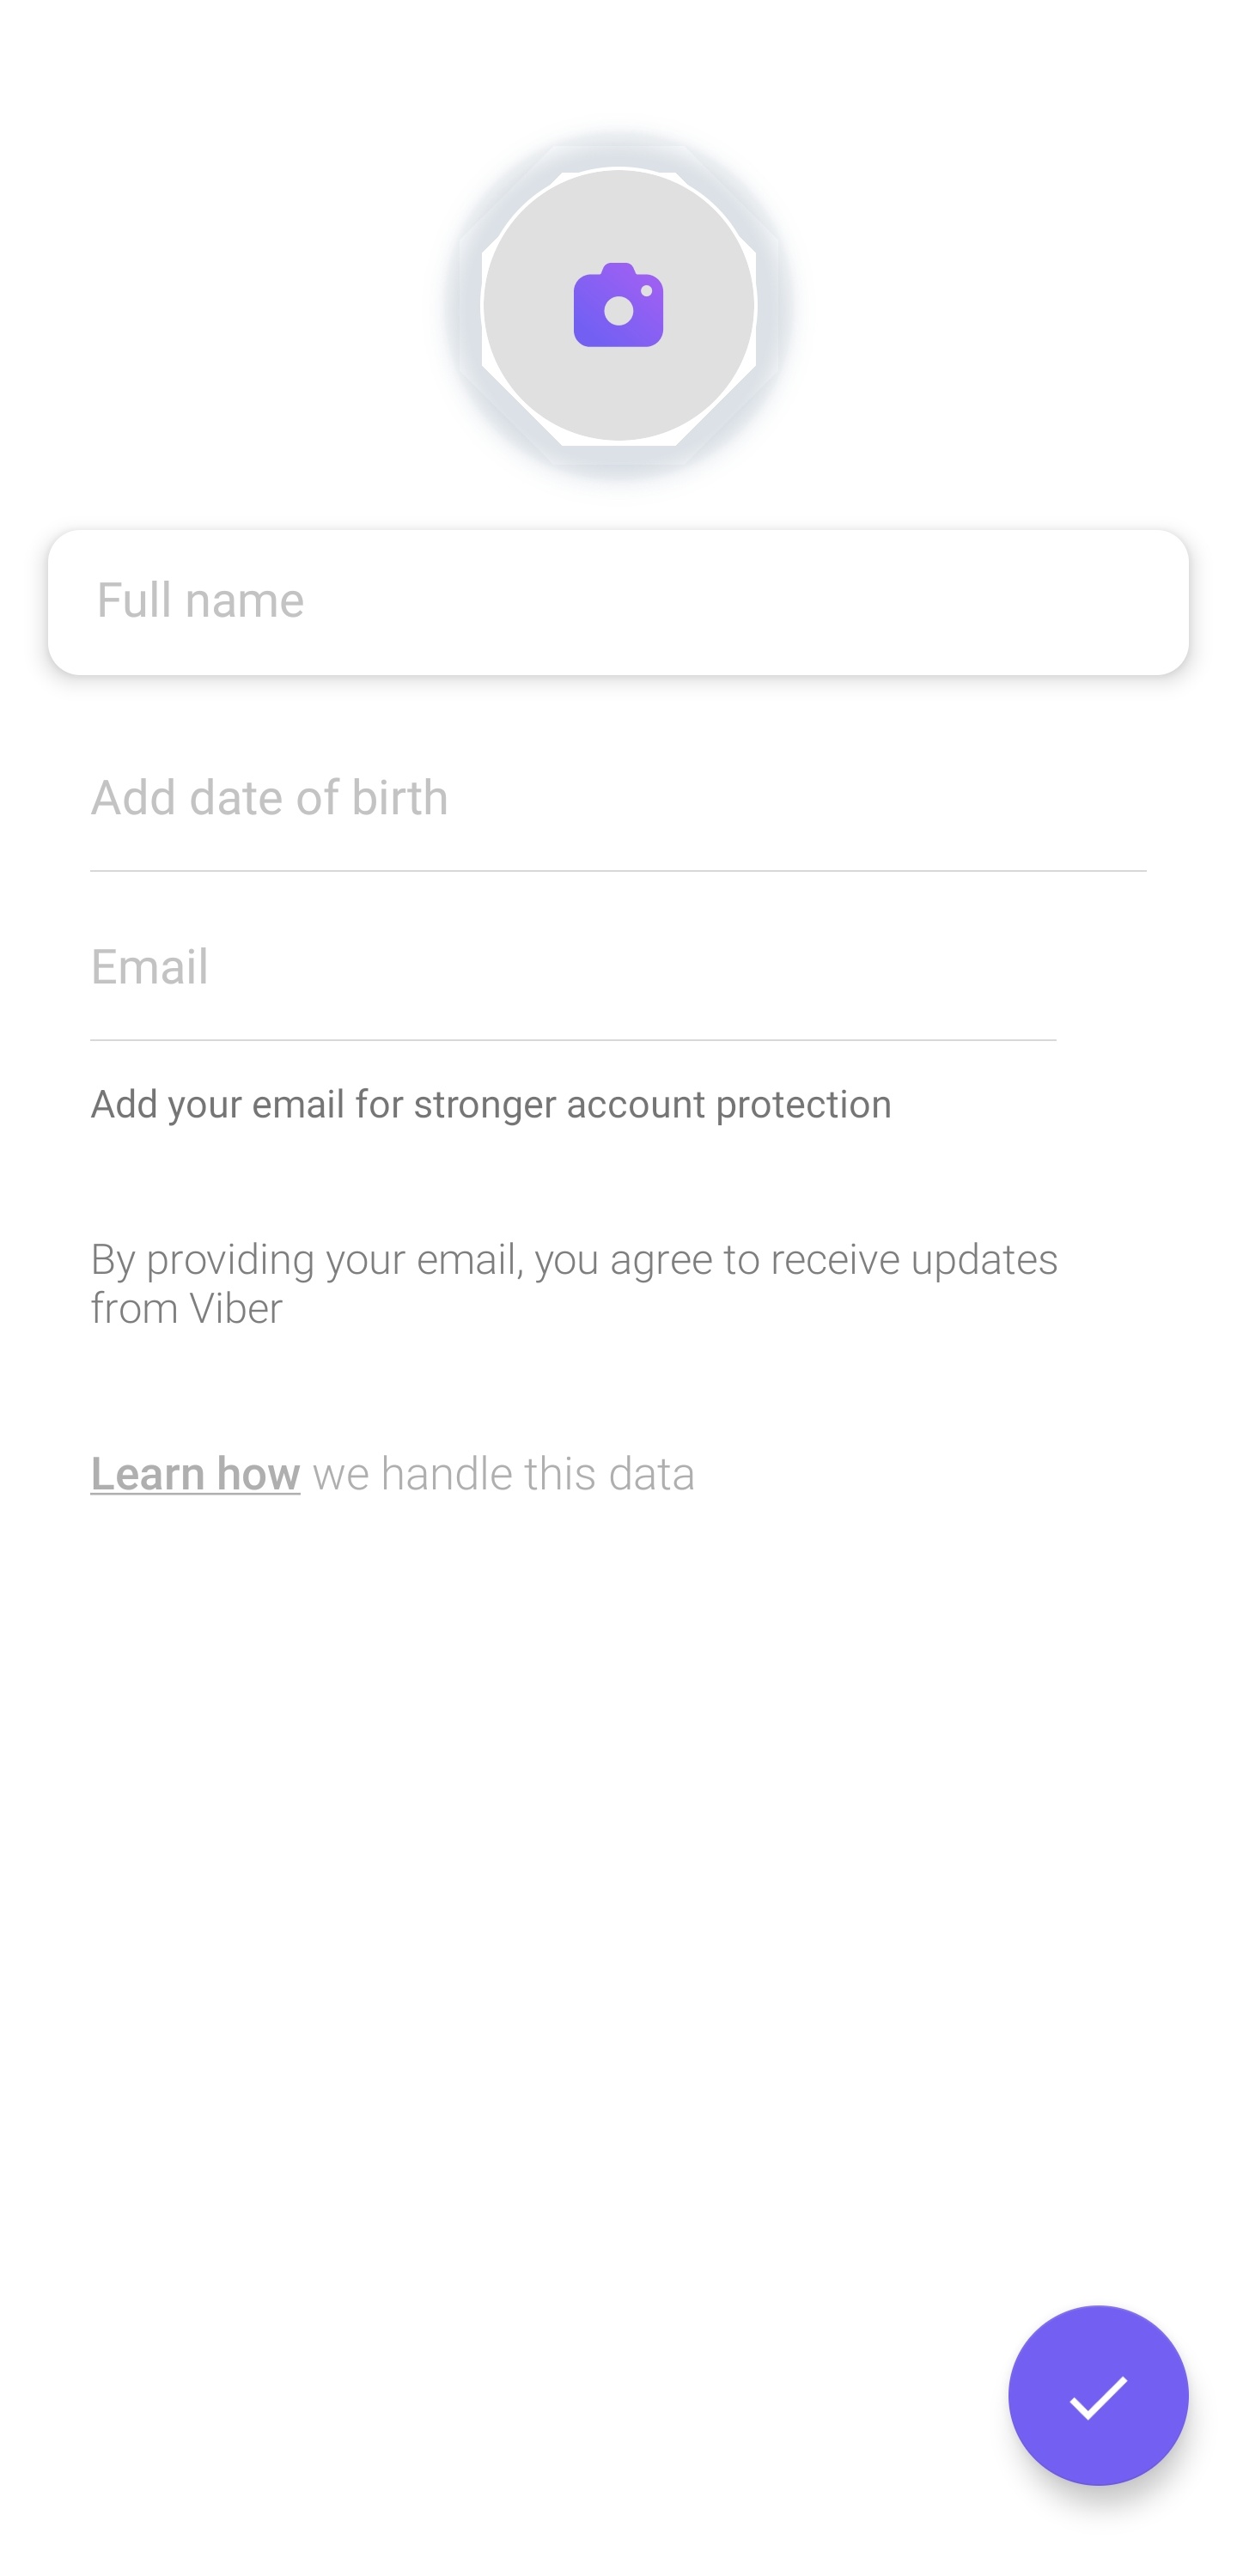 Full name
Add date of birth
Email
Add your email for stronger account protection
By providing your email, you agree to receive updates
from Viber
Learn how we handle this data